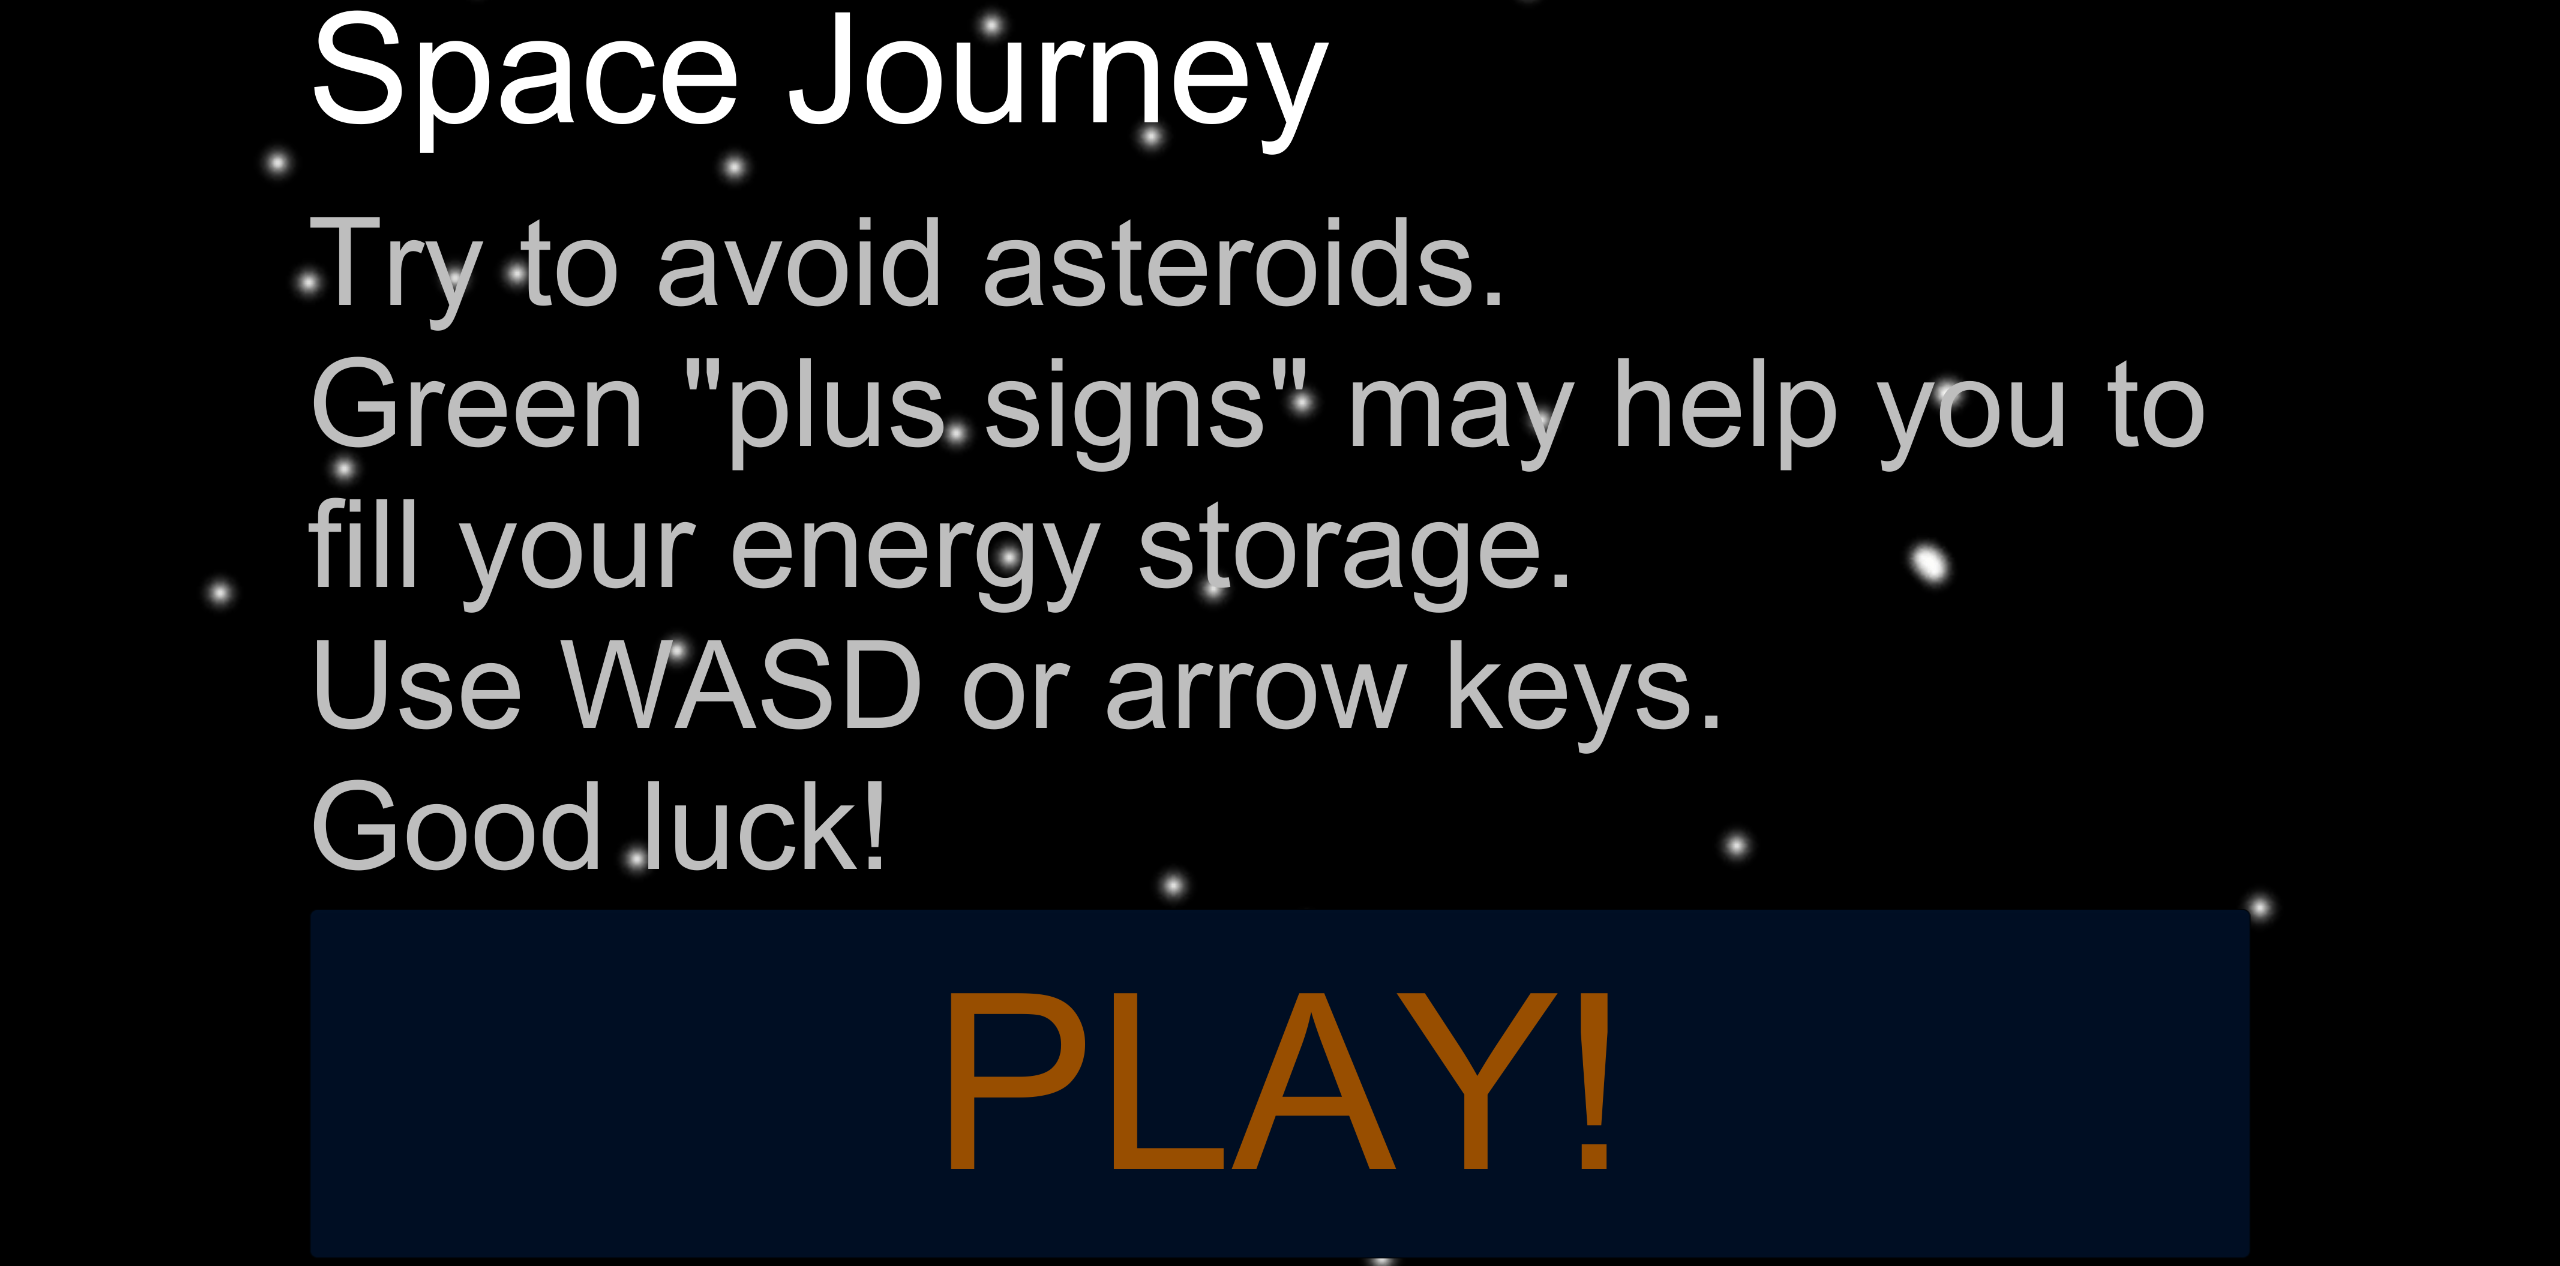 Space Journey
Try to avoid asteroids.
Green "plus signs" may help you to
fill your energy storage.
Use WASD or arrow keys.
Good luck!
PLAY!